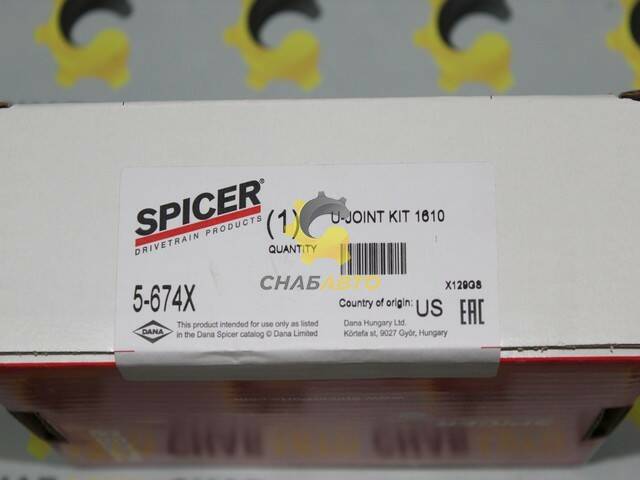 SPICER®
DRIVETRAIN PRODUCTS
(1)
QUANTITY
U-JOINT KIT 1610
СНАБАВТО
5-674X
X129GS
Country of origin: US
EAC
DANA
This product intended for use only as listed
in the Dana Spicer catalog © Dana Limited
Dana Hungary Ltd.
Körtefa st, 9027 Győr, Hungary